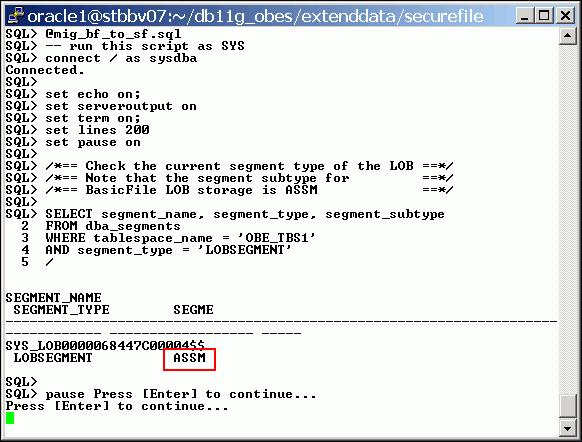 oracle1@stbbv07:~/db11g_obes/extenddata/securefile
SQL> @mig_bf_to_sf.sql
SQL> -- run this script as SYS
SQL> connect / as sysdba
Connected.
SQL>
SQL> set echo on;
SQL> set serveroutput on
SQL> set term on;
SQL> set lines 200
SQL> set pause on
SQL>
SQL> /*== Check the current segment type of the LOB ==*/
SQL> /*== Note that the segment subtype for          ==*/
SQL> /*== BasicFile LOB storage is ASSM              ==*/
SQL>
SQL> SELECT segment_name, segment_type, segment_subtype
  2  FROM dba_segments
  3  WHERE tablespace_name = 'OBE_TBS1'
  4  AND segment_type = 'LOBSEGMENT'
  5  /
SEGMENT_NAME
 SEGMENT_TYPE         SEGME
--------------------------------------------------------------------------------
------------ ------------------ -----
SYS_LOB0000068447C00004$$
 LOBSEGMENT           ASSM
SQL>
SQL> pause Press [Enter] to continue...
Press [Enter] to continue...